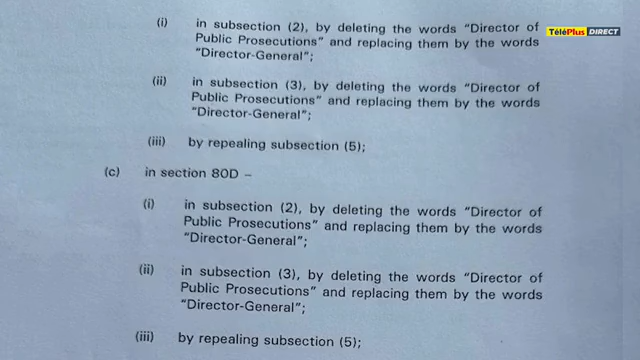 (i) in subsection (2), by deleting the words "Director of
Public Prosecutions" and replacing them by the words
"Director-General";
TéléPlus DIRECT
(ii) in subsection (3), by deleting the words "Director of
Public Prosecutions" and replacing them by the words
"Director-General";
(iii) by repealing subsection (5);
(c) in section 80D –
(i) in subsection (2), by deleting the words "Director of
Public Prosecutions" and replacing them by the words
"Director-General";
(ii) in subsection (3), by deleting the words "Director of
Public Prosecutions" and replacing them by the words
"Director-General";
(iii) by repealing subsection (5);